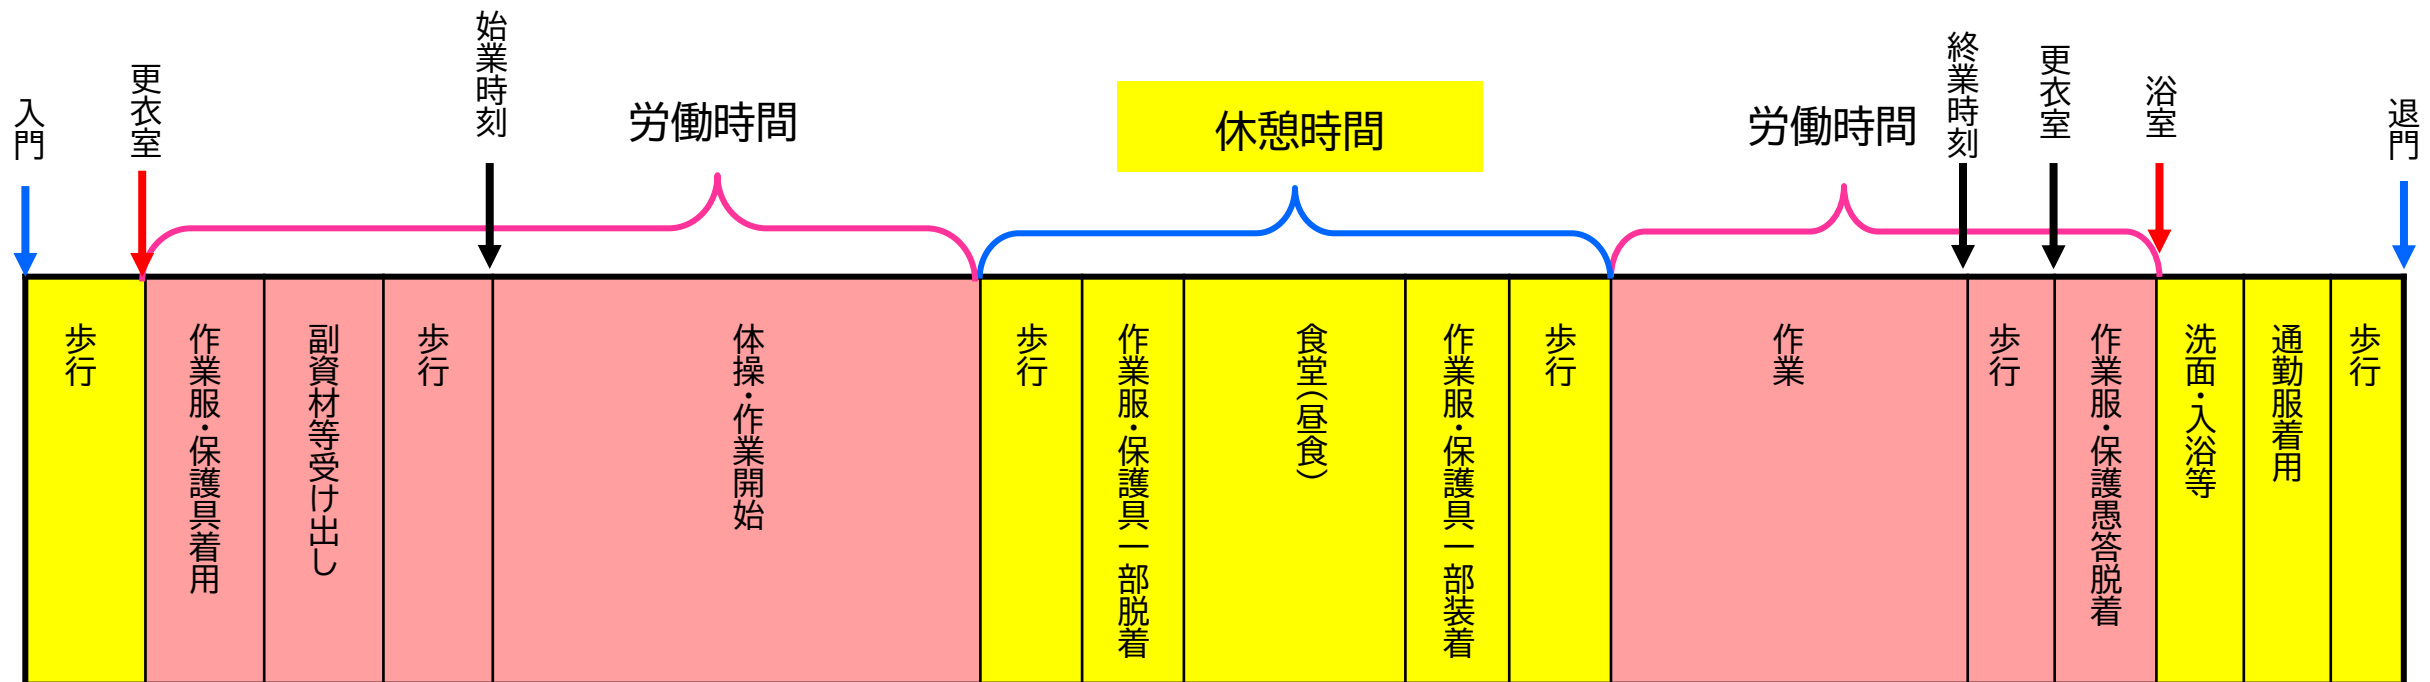 入門
更衣室
始業時刻
労働時間
休憩時間
労働時間
終業時刻
更衣室
浴室
退門
歩行
作業服・保護具着用
副資材等受け出し
歩行
体操・作業開始
歩行
作業服・保護具一部脱着
食堂(昼食)
作業服・保護具一部装着
歩行
作業
歩行
作業服・保護愚答脱着
洗面・入浴等
通勤服着用
歩行